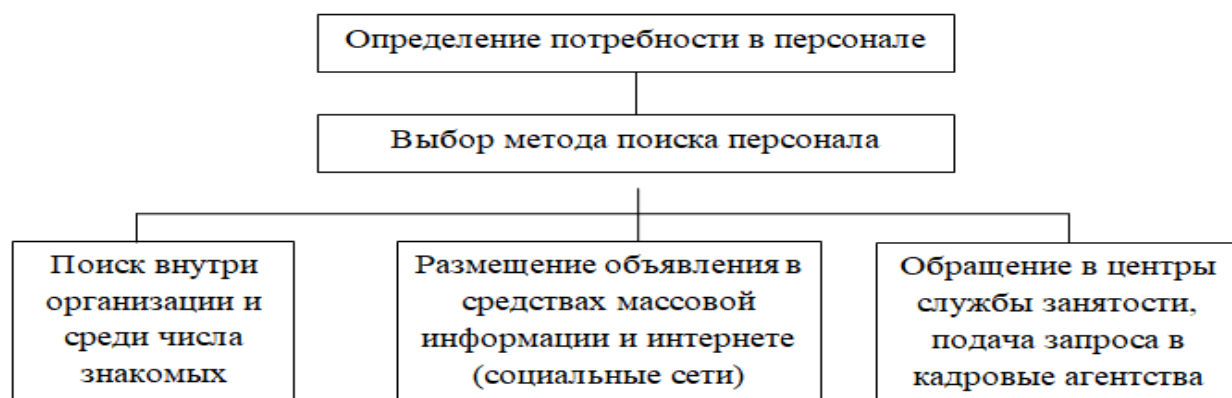 Определение потребности в персонале
Выбор метода поиска персонала
Поиск внутри
организации и
среди числа
знакомых
Размещение объявления в
средствах массовой
информации и интернете
(социальные сети)
Обращение в центры
службы занятости,
подача запроса в
кадровые агентства